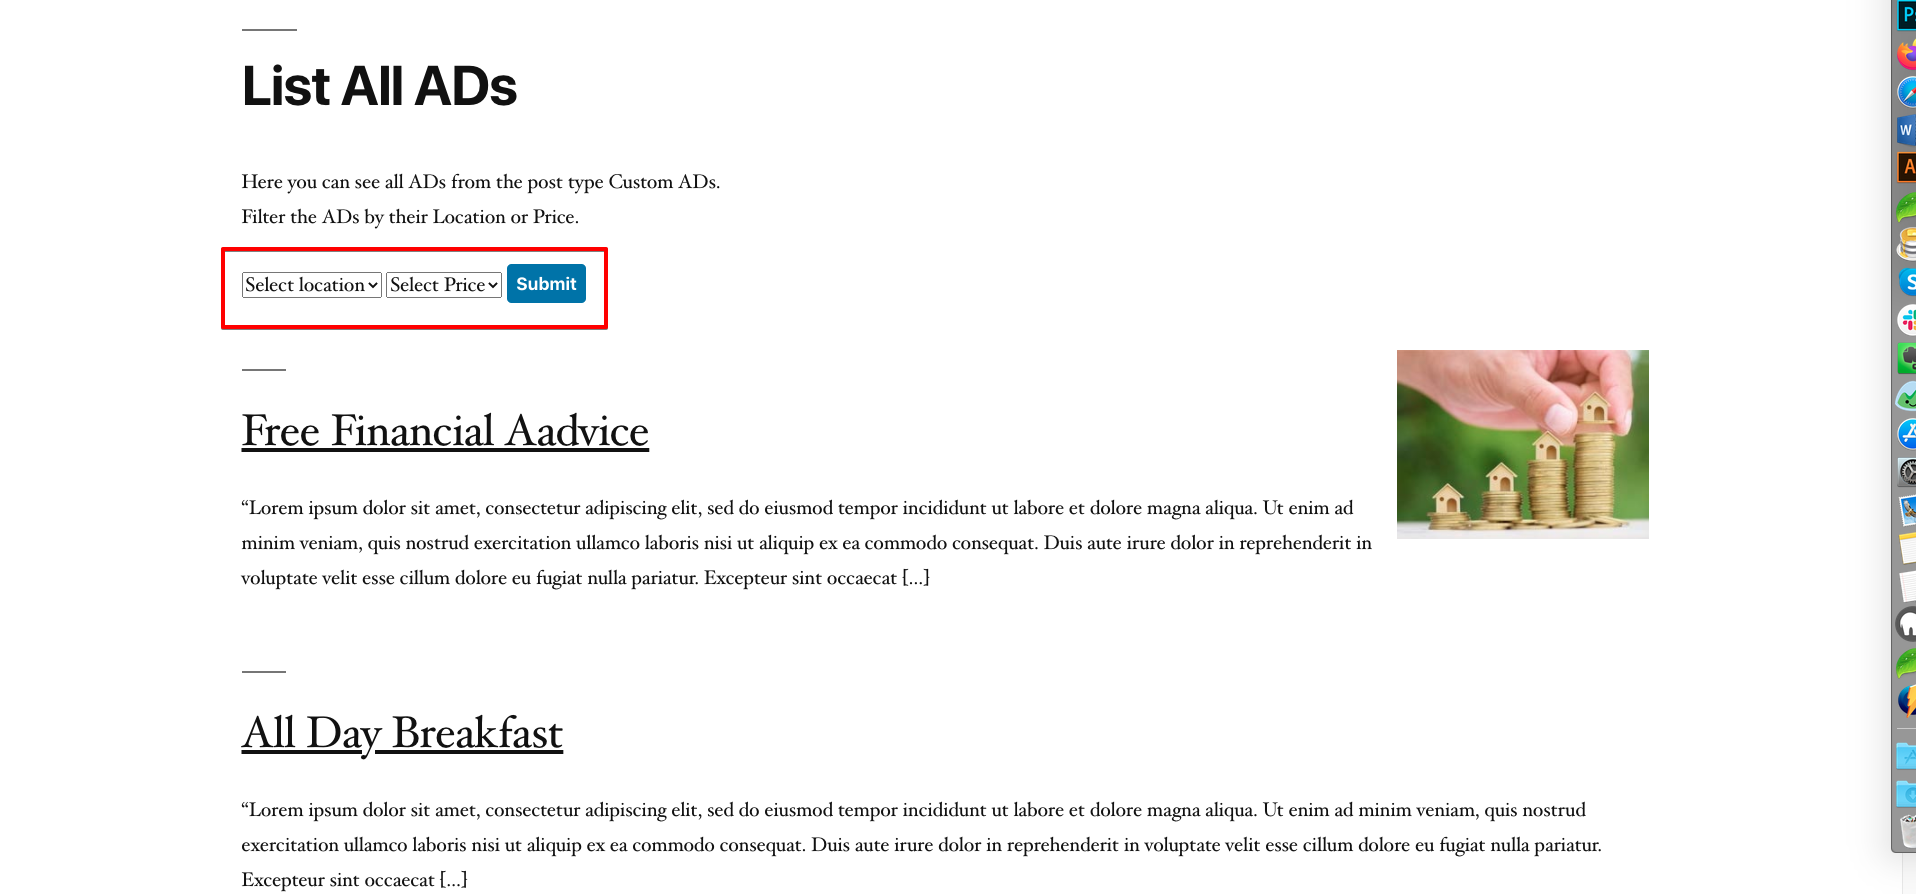 List All ADs
Here you can see all ADs from the post type Custom ADs.
Filter the ADs by their Location or Price.
Select location Select Price Submit
Free Financial Aadvice
“Lorem ipsum dolor sit amet, consectetur adipiscing elit, sed do eiusmod tempor incididunt ut labore et dolore magna aliqua. Ut enim ad
minim veniam, quis nostrud exercitation ullamco laboris nisi ut aliquip ex ea commodo consequat. Duis aute irure dolor in reprehenderit in
voluptate velit esse cillum dolore eu fugiat nulla pariatur. Excepteur sint occaecat [...]
All Day Breakfast
“Lorem ipsum dolor sit amet, consectetur adipiscing elit, sed do eiusmod tempor incididunt ut labore et dolore magna aliqua. Ut enim ad minim veniam, quis nostrud
exercitation ullamco laboris nisi ut aliquip ex ea commodo consequat. Duis aute irure dolor in reprehenderit in voluptate velit esse cillum dolore eu fugiat nulla pariatur.
Excepteur sint occaecat [...]
P
W
A
S